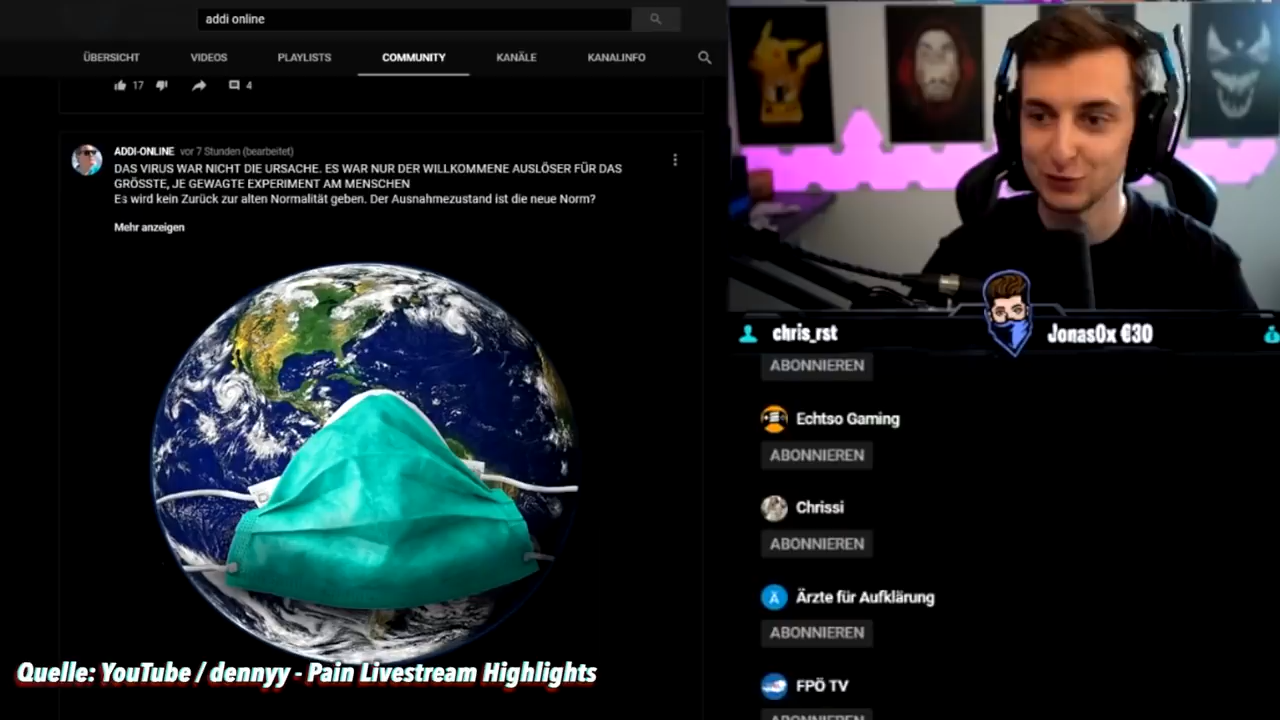 addi online
ÜBERSICHT
VIDEOS
PLAYLISTS
COMMUNITY
KANÄLE
KANALINFO
17
4
ADDI-ONLINE vor 7 Stunden (bearbeitet)
DAS VIRUS WAR NICHT DIE URSACHE. ES WAR NUR DER WILLKOMMENE AUSLÖSER FÜR DAS
GRÖSSTE, JE GEWAGTE EXPERIMENT AM MENSCHEN
Es wird kein Zurück zur alten Normalität geben. Der Ausnahmezustand ist die neue Norm?
Mehr anzeigen
chris_rst
JonasOx €30
ABONNIEREN
Echtso Gaming
ABONNIEREN
Chrissi
ABONNIEREN
Ä
Ärzte für Aufklärung
ABONNIEREN
FPÖ TV
ABONNIEREN
Quelle: YouTube / dennyy - Pain Livestream Highlights